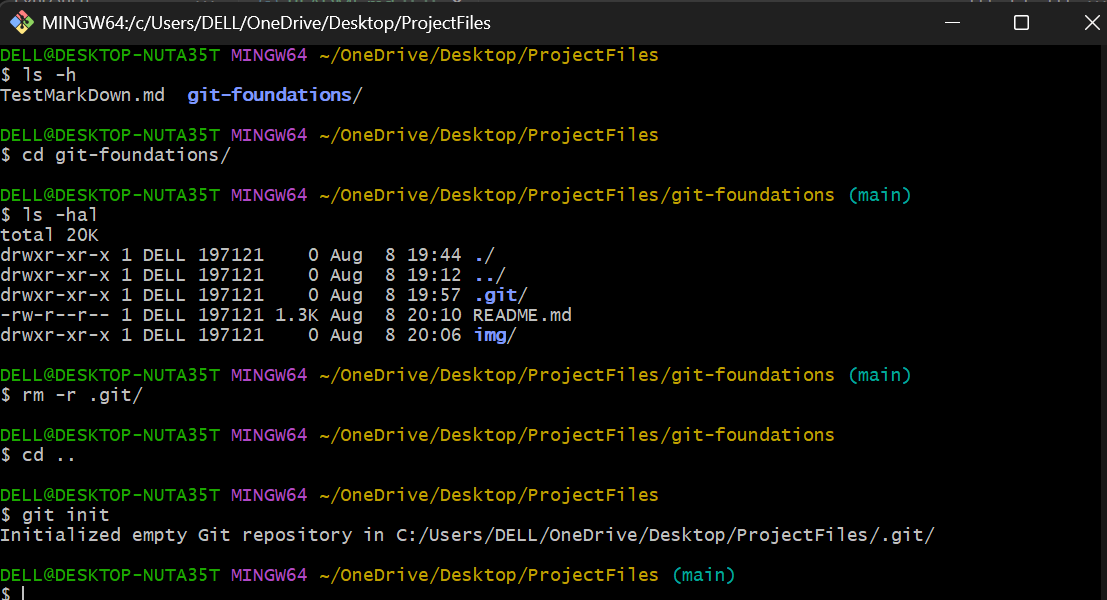 MINGW64:/c/Users/DELL/OneDrive/Desktop/ProjectFiles
DELL@DESKTOP-NUTA35T MINGW64 ~/OneDrive/Desktop/ProjectFiles
$ ls -h
TestMarkDown.md  git-foundations/
DELL@DESKTOP-NUTA35T MINGW64 ~/OneDrive/Desktop/ProjectFiles
$ cd git-foundations/
DELL@DESKTOP-NUTA35T MINGW64 ~/OneDrive/Desktop/ProjectFiles/git-foundations (main)
$ ls -hal
total 20K
drwxr-xr-x 1 DELL 197121    0 Aug  8 19:44 ./
drwxr-xr-x 1 DELL 197121    0 Aug  8 19:12 ../
drwxr-xr-x 1 DELL 197121    0 Aug  8 19:57 .git/
-rw-r--r-- 1 DELL 197121 1.3K Aug  8 20:10 README.md
drwxr-xr-x 1 DELL 197121    0 Aug  8 20:06 img/
DELL@DESKTOP-NUTA35T MINGW64 ~/OneDrive/Desktop/ProjectFiles/git-foundations (main)
$ rm -r .git/
DELL@DESKTOP-NUTA35T MINGW64 ~/OneDrive/Desktop/ProjectFiles/git-foundations
$ cd ..
DELL@DESKTOP-NUTA35T MINGW64 ~/OneDrive/Desktop/ProjectFiles
$ git init
Initialized empty Git repository in C:/Users/DELL/OneDrive/Desktop/ProjectFiles/.git/
DELL@DESKTOP-NUTA35T MINGW64 ~/OneDrive/Desktop/ProjectFiles (main)
$